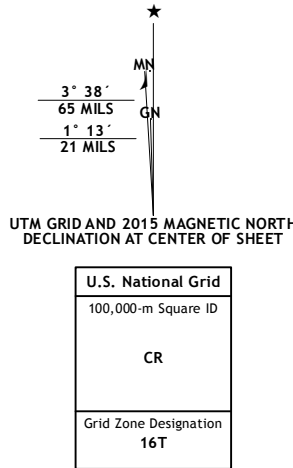 ★
MN
3° 38´
65 MILS
GN
1° 13´
21 MILS
UTM GRID AND 2015 MAGNETIC NORTH
DECLINATION AT CENTER OF SHEET
U.S. National Grid
100,000-m Square ID
CR
Grid Zone Designation
16T